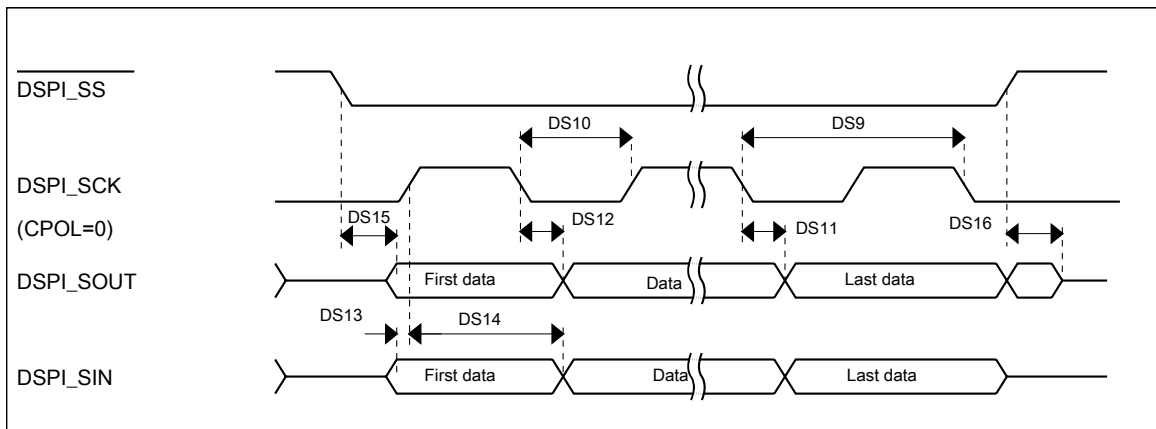 DSPI_SS
DS10
DS9
DSPI_SCK
(CPOL=0)
DS15
DS12
DS11
DS16
DSPI_SOUT
First data
Data
Last data
DS13
DS14
DSPI_SIN
First data
Data
Last data